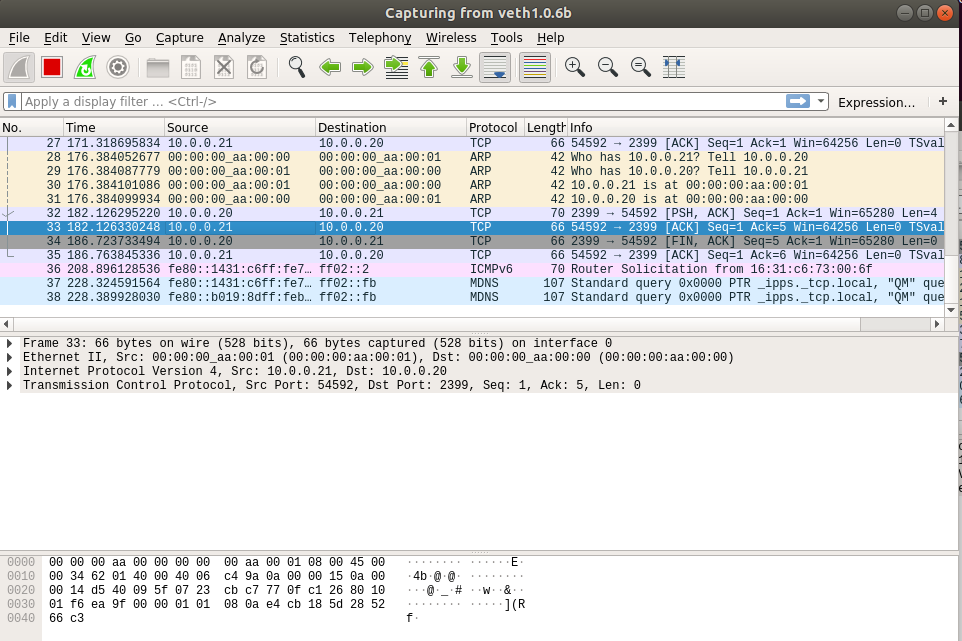 Capturing from veth1.0.6b
File Edit View Go Capture Analyze Statistics Telephony Wireless Tools Help
Apply a display filter … <Ctrl-/> Expression… +
No. Time Source Destination Protocol Length Info
27 171.318695834 10.0.0.21 10.0.0.20 TCP 66 54592 → 2399 [ACK] Seq=1 Ack=1 Win=64256 Len=0 TSval
28 176.384052677 00:00:00_aa:00:00 00:00:00_aa:00:01 ARP 42 Who has 10.0.0.21? Tell 10.0.0.20
29 176.384087779 00:00:00_aa:00:01 00:00:00_aa:00:00 ARP 42 Who has 10.0.0.20? Tell 10.0.0.21
30 176.384101086 00:00:00_aa:00:01 00:00:00_aa:00:00 ARP 42 10.0.0.21 is at 00:00:00:aa:00:01
31 176.384099934 00:00:00_aa:00:00 00:00:00_aa:00:01 ARP 42 10.0.0.20 is at 00:00:00:aa:00:00
32 182.126295220 10.0.0.20 10.0.0.21 TCP 70 2399 → 54592 [PSH, ACK] Seq=1 Ack=1 Win=65280 Len=4
33 182.126330248 10.0.0.21 10.0.0.20 TCP 66 54592 → 2399 [ACK] Seq=1 Ack=5 Win=64256 Len=0 TSval
34 186.723733494 10.0.0.20 10.0.0.21 TCP 66 2399 → 54592 [FIN, ACK] Seq=5 Ack=1 Win=65280 Len=0
35 186.763845336 10.0.0.21 10.0.0.20 TCP 66 54592 → 2399 [ACK] Seq=1 Ack=6 Win=64256 Len=0 TSval
36 208.896128536 fe80::1431:c6ff:fe7… ff02::2 ICMPv6 70 Router Solicitation from 16:31:c6:73:00:6f
37 228.324591564 fe80::1431:c6ff:fe7… ff02::fb MDNS 107 Standard query 0x0000 PTR _ipps._tcp.local, "QM" que
38 228.389928030 fe80::b019:8dff:feb… ff02::fb MDNS 107 Standard query 0x0000 PTR _ipps._tcp.local, "QM" que
Frame 33: 66 bytes on wire (528 bits), 66 bytes captured (528 bits) on interface 0
Ethernet II, Src: 00:00:00_aa:00:01 (00:00:00:aa:00:01), Dst: 00:00:00_aa:00:00 (00:00:00:aa:00:00)
Internet Protocol Version 4, Src: 10.0.0.21, Dst: 10.0.0.20
Transmission Control Protocol, Src Port: 54592, Dst Port: 2399, Seq: 1, Ack: 5, Len: 0
0000 00 00 00 aa 00 00 00 00 00 aa 00 01 08 00 45 00 ········ ······E·
0010 00 34 62 01 40 00 40 06 c4 9a 0a 00 00 15 0a 00 ·4b·@·@· ········
0020 00 14 d5 40 09 5f 07 23 cb c7 77 0f c1 26 80 10 ···@·_·# ··w··&··
0030 01 f6 ea 9f 00 00 01 01 08 0a e4 cb 18 5d 28 52 ········ ·····](R
0040 66 c3 f·